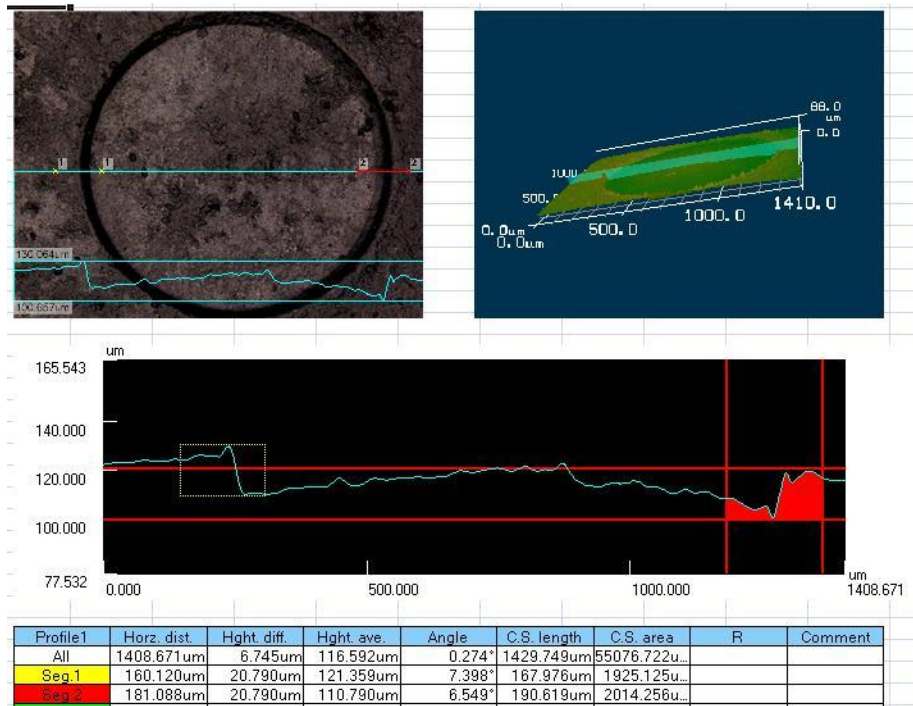 1
1
2
2
130.064um
100.657um
88.0
um
0.0
1000.
500.
0.0um
0.0um
500.0
1000.0
1410.0
um
165.543
140.000
120.000
100.000
77.532
0.000
500.000
1000.000
um
1408.671
Profile1 Horz. dist. Hght. diff. Hght. ave. Angle C.S. length C.S. area R Comment
All 1408.671um 6.745um 116.592um 0.274° 1429.749um 55076.722u...
Seg.1 160.120um 20.790um 121.359um 7.398° 167.976um 1925.125u...
Seg.2 181.088um 20.790um 110.790um 6.549° 190.619um 2014.256u...